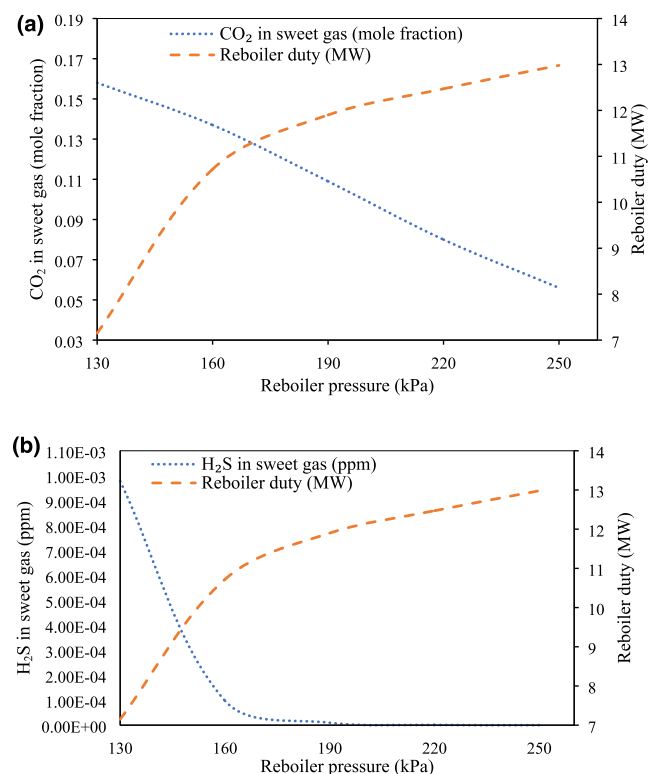 (a)
0.19
0.17
0.15
0.13
0.11
0.09
0.07
0.05
0.03
CO₂ in sweet gas (mole fraction)
CO₂ in sweet gas (mole fraction)
Reboiler duty (MW)
14
13
12
11
10
9
8
7
Reboiler duty (MW)
130 160 190 220 250
Reboiler pressure (kPa)
(b)
1.10E-03
1.00E-03
9.00E-04
8.00E-04
7.00E-04
6.00E-04
5.00E-04
4.00E-04
3.00E-04
2.00E-04
1.00E-04
0.00E+00
H₂S in sweet gas (ppm)
H₂S in sweet gas (ppm)
Reboiler duty (MW)
14
13
12
11
10
9
8
7
Reboiler duty (MW)
130 160 190 220 250
Reboiler pressure (kPa)